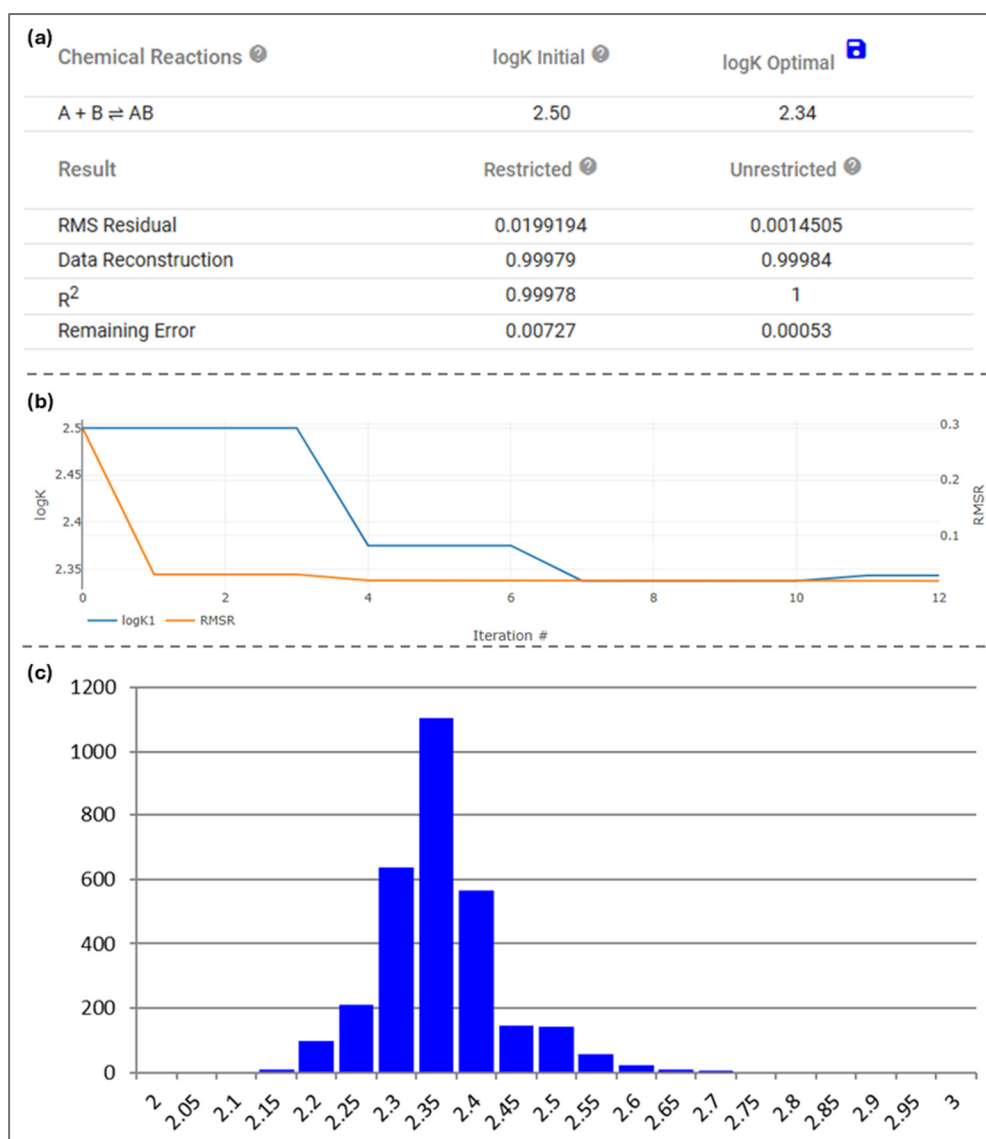 (a)
Chemical Reactions ? logK Initial ? logK Optimal
A + B ⇌ AB 2.50 2.34
Result Restricted ? Unrestricted ?
RMS Residual 0.0199194 0.0014505
Data Reconstruction 0.99979 0.99984
R² 0.99978 1
Remaining Error 0.00727 0.00053
(b)
2.5 0.3
2.45 0.2
2.4 0.1
2.35
logK
RMSR
0 2 4 6 8 10 12
logK1 RMSR
Iteration #
(c)
1200
1000
800
600
400
200
0
2 2.05 2.1 2.15 2.2 2.25 2.3 2.35 2.4 2.45 2.5 2.55 2.6 2.65 2.7 2.75 2.8 2.85 2.9 2.95 3